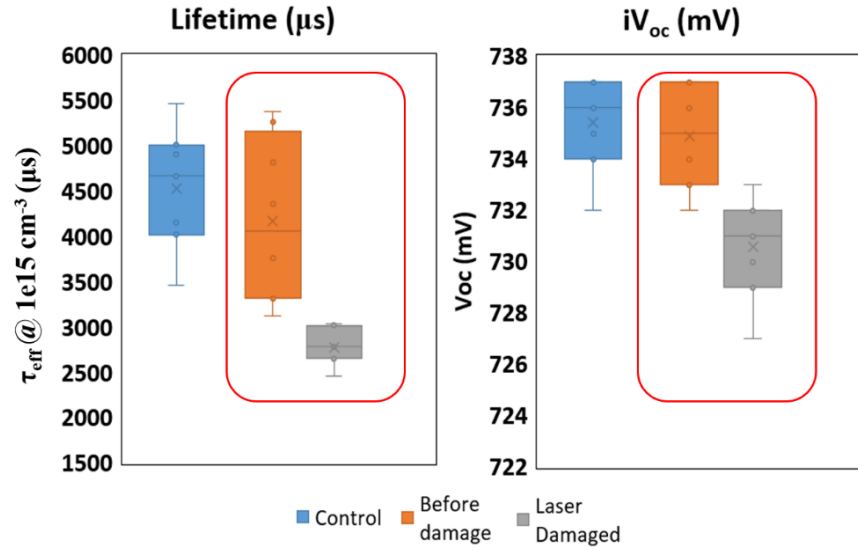 Lifetime (µs)
6000
5500
5000
4500
4000
3500
3000
2500
2000
1500
τeff @ 1e15 cm-3 (µs)
iVoc (mV)
738
736
734
732
730
728
726
724
722
Voc (mV)
Control
Before
damage
Laser
Damaged